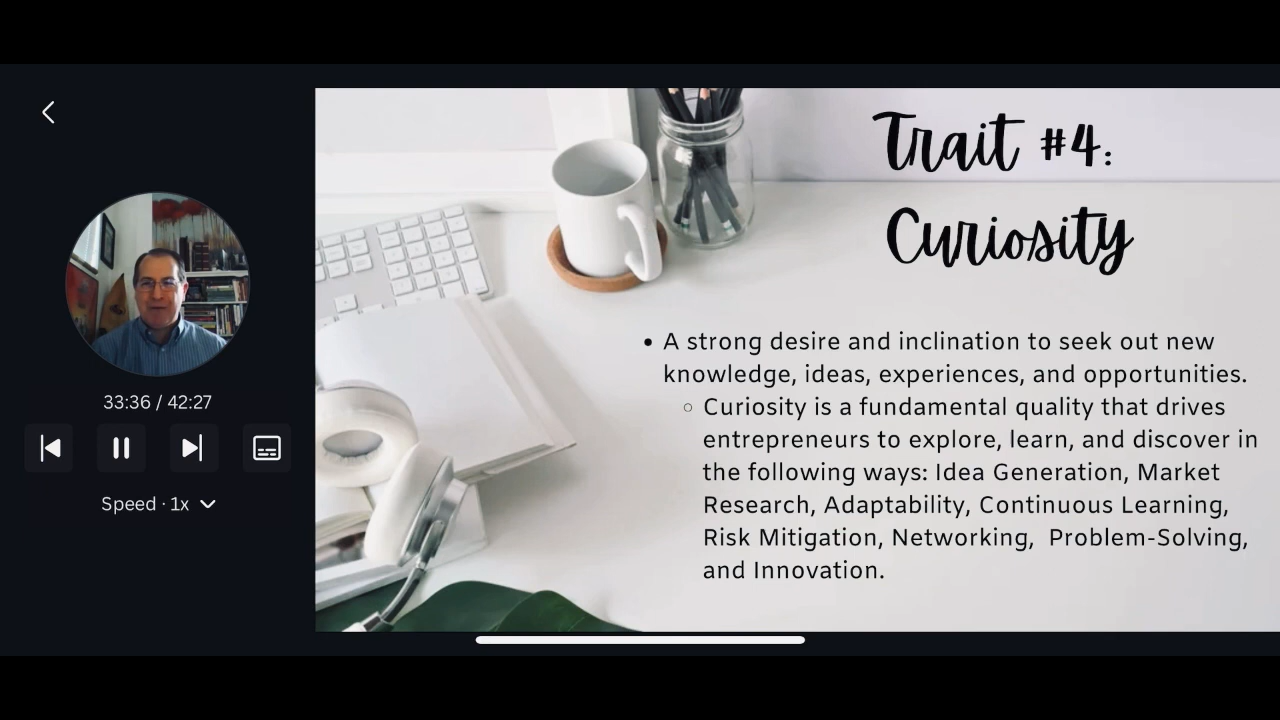 33:36 / 42:27
Speed · 1x
Trait #4:
Curiosity
• A strong desire and inclination to seek out new
knowledge, ideas, experiences, and opportunities.
○ Curiosity is a fundamental quality that drives
entrepreneurs to explore, learn, and discover in
the following ways: Idea Generation, Market
Research, Adaptability, Continuous Learning,
Risk Mitigation, Networking,  Problem-Solving,
and Innovation.